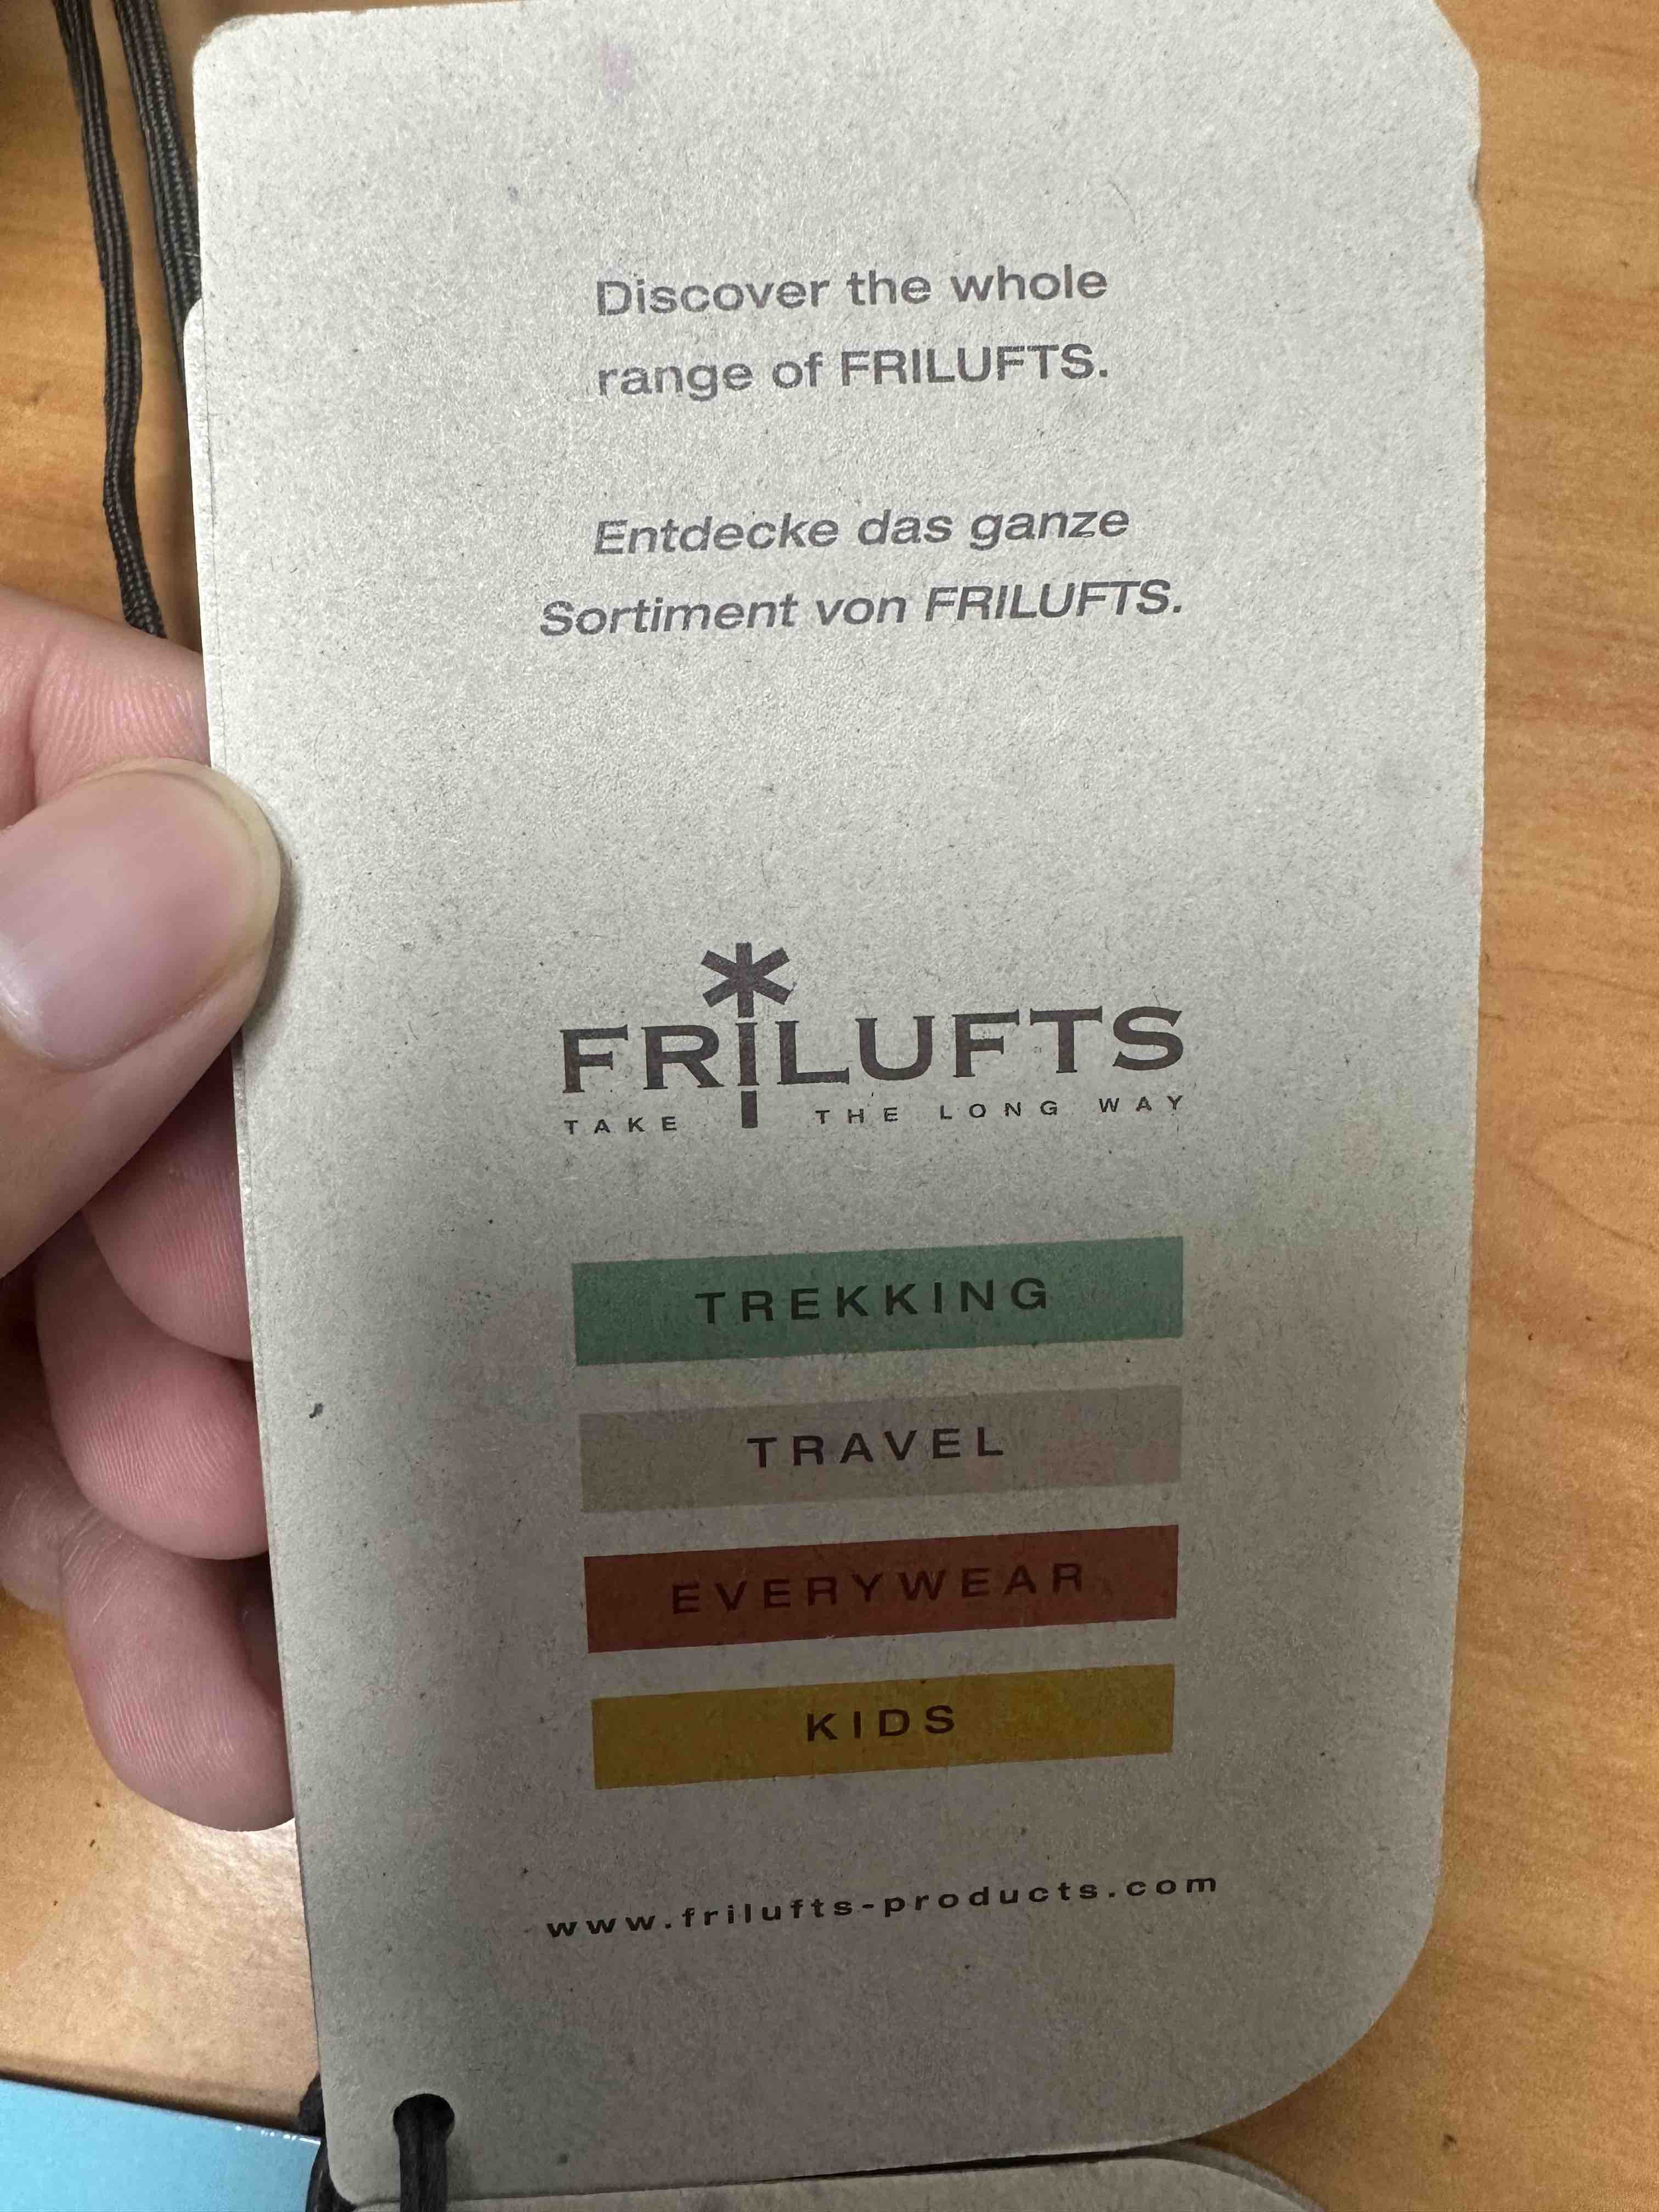 Discover the whole
range of FRILUFTS.
Entdecke das ganze
Sortiment von FRILUFTS.
FRILUFTS
TAKE THE LONG WAY
TREKKING
TRAVEL
EVERYWEAR
KIDS
www.frilufts-products.com